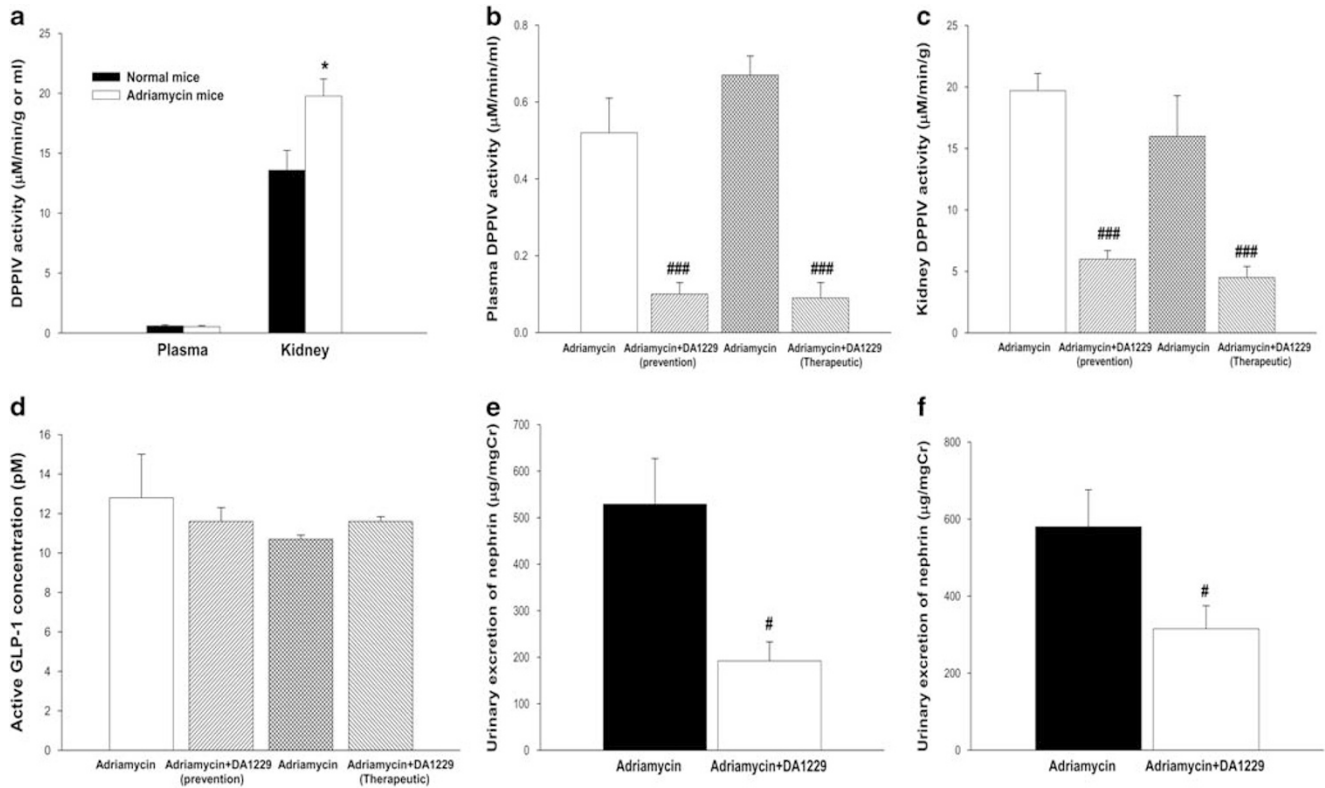 a
DPPIV activity (μM/min/g or ml)
25
20
15
10
5
0
Normal mice
Adriamycin mice
*
Plasma
Kidney
b
Plasma DPPIV activity (μM/min/ml)
0.8
0.6
0.4
0.2
0.0
###
###
Adriamycin
Adriamycin+DA1229
(prevention)
Adriamycin
Adriamycin+DA1229
(Therapeutic)
c
Kidney DPPIV activity (μM/min/g)
25
20
15
10
5
0
###
###
Adriamycin
Adriamycin+DA1229
(prevention)
Adriamycin
Adriamycin+DA1229
(Therapeutic)
d
Active GLP-1 concentration (pM)
16
14
12
10
8
6
4
2
0
Adriamycin
Adriamycin+DA1229
(prevention)
Adriamycin
Adriamycin+DA1229
(Therapeutic)
e
Urinary excretion of nephrin (μg/mgCr)
700
600
500
400
300
200
100
0
#
Adriamycin
Adriamycin+DA1229
f
Urinary excretion of nephrin (μg/mgCr)
800
600
400
200
0
#
Adriamycin
Adriamycin+DA1229